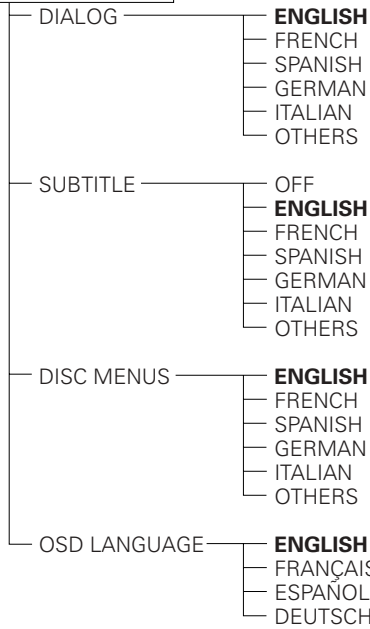 DIALOG ENGLISH
FRENCH
SPANISH
GERMAN
ITALIAN
OTHERS
SUBTITLE OFF
ENGLISH
FRENCH
SPANISH
GERMAN
ITALIAN
OTHERS
DISC MENUS ENGLISH
FRENCH
SPANISH
GERMAN
ITALIAN
OTHERS
OSD LANGUAGE ENGLISH
FRANÇAIS
ESPAÑOL
DEUTSCH